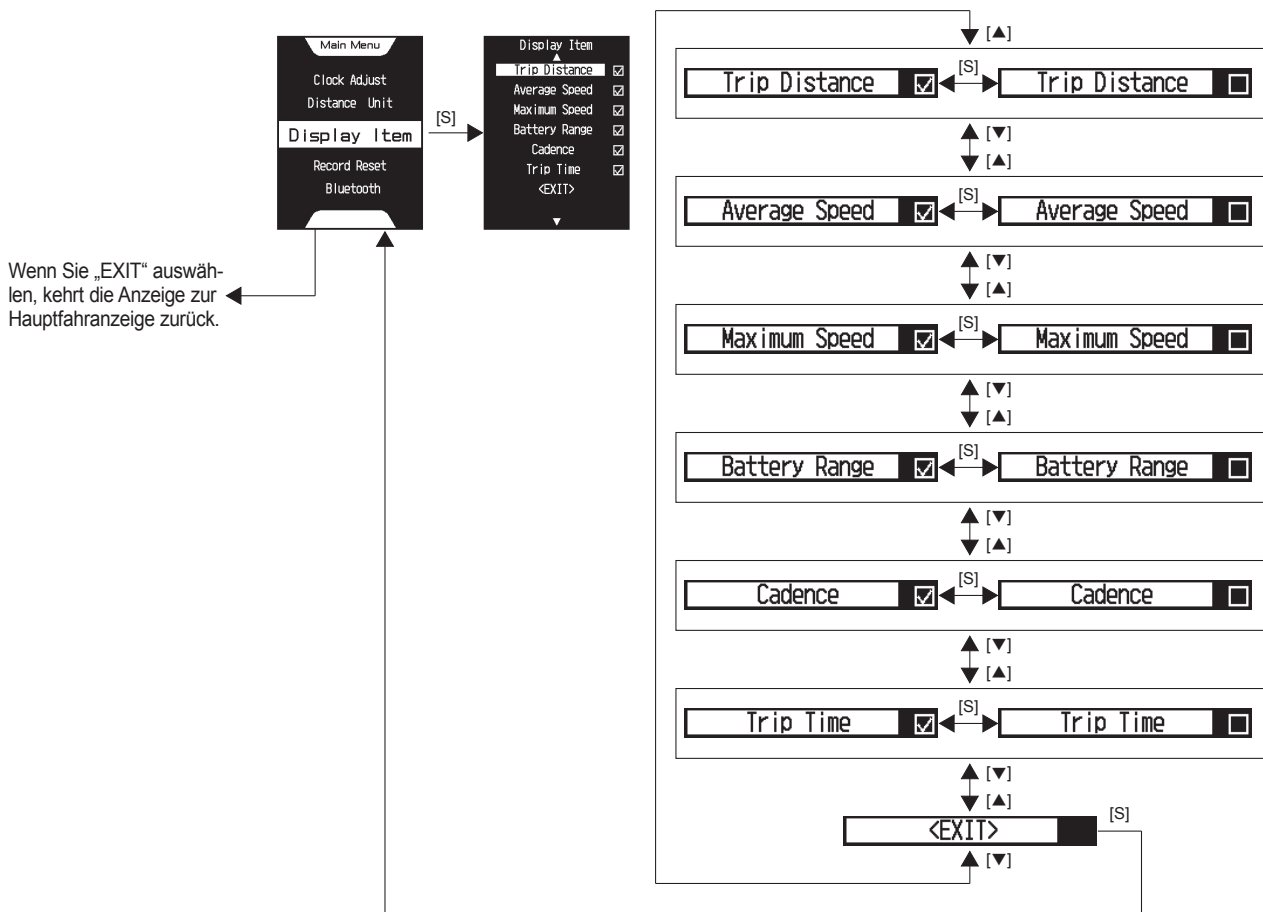 Main Menu
Clock Adjust
Distance Unit
Display Item
Record Reset
Bluetooth
[S]
Display Item
▲
Trip Distance ☑
Average Speed ☑
Maximum Speed ☑
Battery Range ☑
Cadence ☑
Trip Time ☑
<EXIT>
▼
Wenn Sie „EXIT“ auswäh-
len, kehrt die Anzeige zur
Hauptfahranzeige zurück.
[▲]
Trip Distance ☑ [S] Trip Distance ☐
[▼]
[▲]
Average Speed ☑ [S] Average Speed ☐
[▼]
[▲]
Maximum Speed ☑ [S] Maximum Speed ☐
[▼]
[▲]
Battery Range ☑ [S] Battery Range ☐
[▼]
[▲]
Cadence ☑ [S] Cadence ☐
[▼]
[▲]
Trip Time ☑ [S] Trip Time ☐
[▼]
[▲]
<EXIT> [S]
[▼]